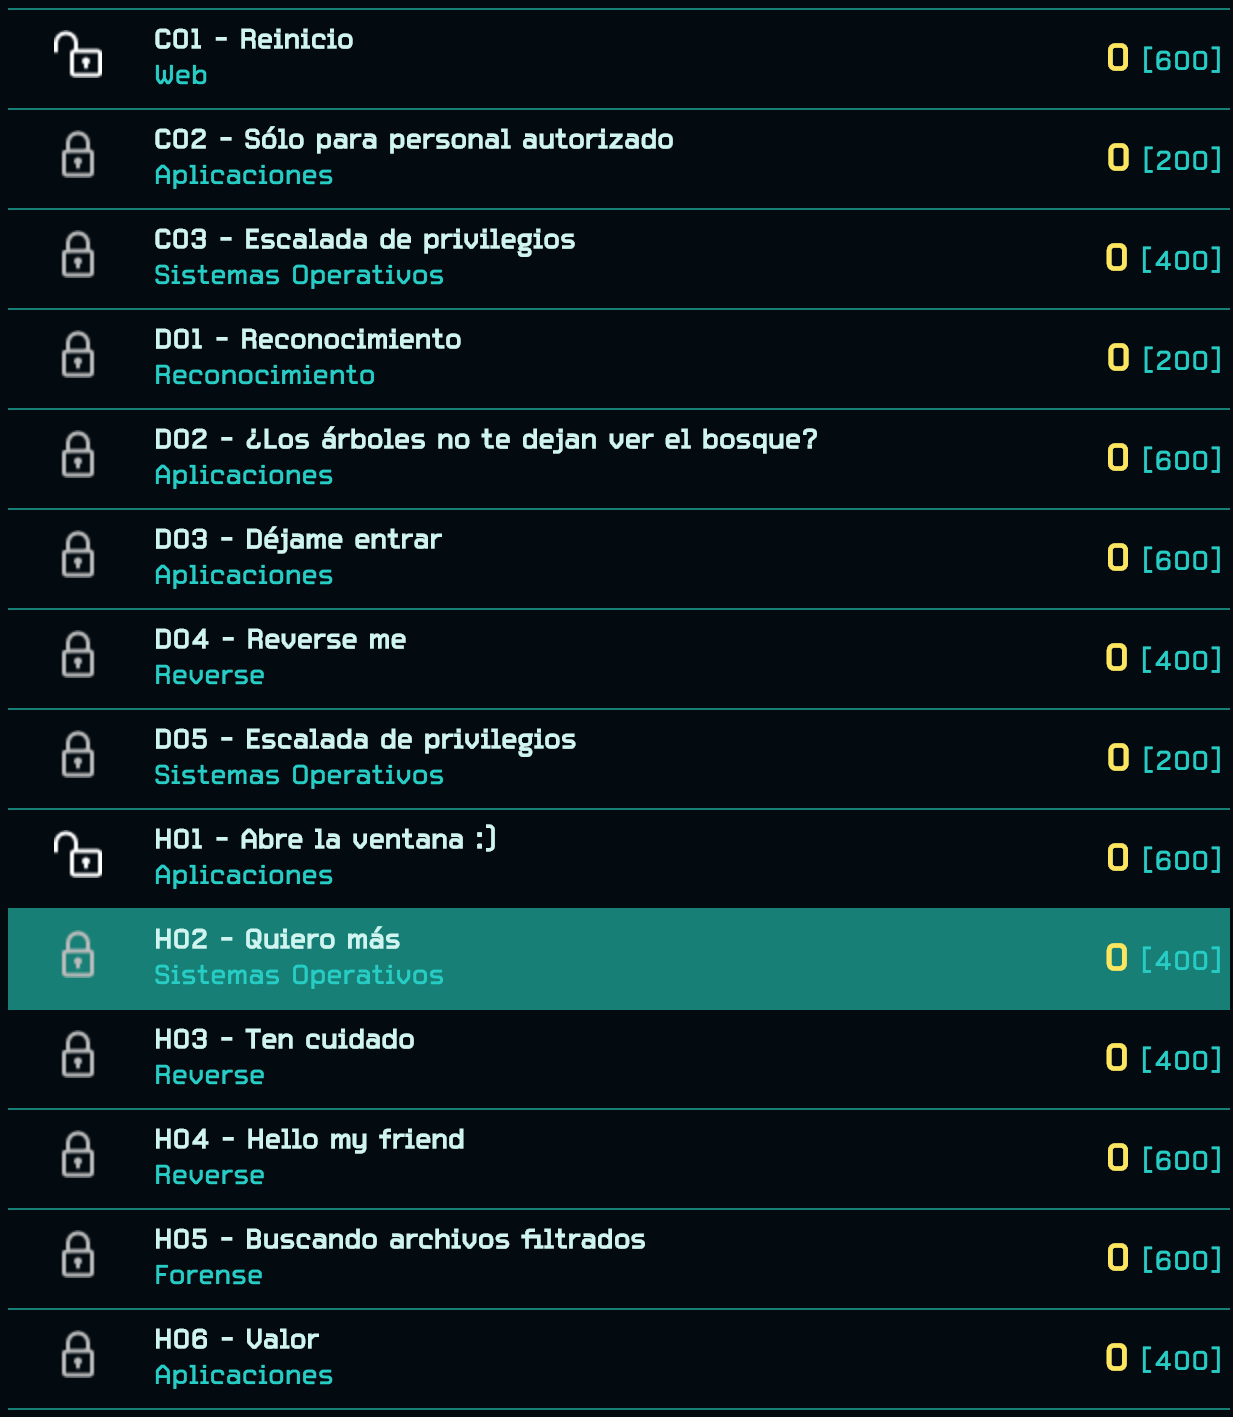 C01 - Reinicio
Web
0 [600]
C02 - Sólo para personal autorizado
Aplicaciones
0 [200]
C03 - Escalada de privilegios
Sistemas Operativos
0 [400]
D01 - Reconocimiento
Reconocimiento
0 [200]
D02 - ¿Los árboles no te dejan ver el bosque?
Aplicaciones
0 [600]
D03 - Déjame entrar
Aplicaciones
0 [600]
D04 - Reverse me
Reverse
0 [400]
D05 - Escalada de privilegios
Sistemas Operativos
0 [200]
H01 - Abre la ventana :)
Aplicaciones
0 [600]
H02 - Quiero más
Sistemas Operativos
0 [400]
H03 - Ten cuidado
Reverse
0 [400]
H04 - Hello my friend
Reverse
0 [600]
H05 - Buscando archivos filtrados
Forense
0 [600]
H06 - Valor
Aplicaciones
0 [400]